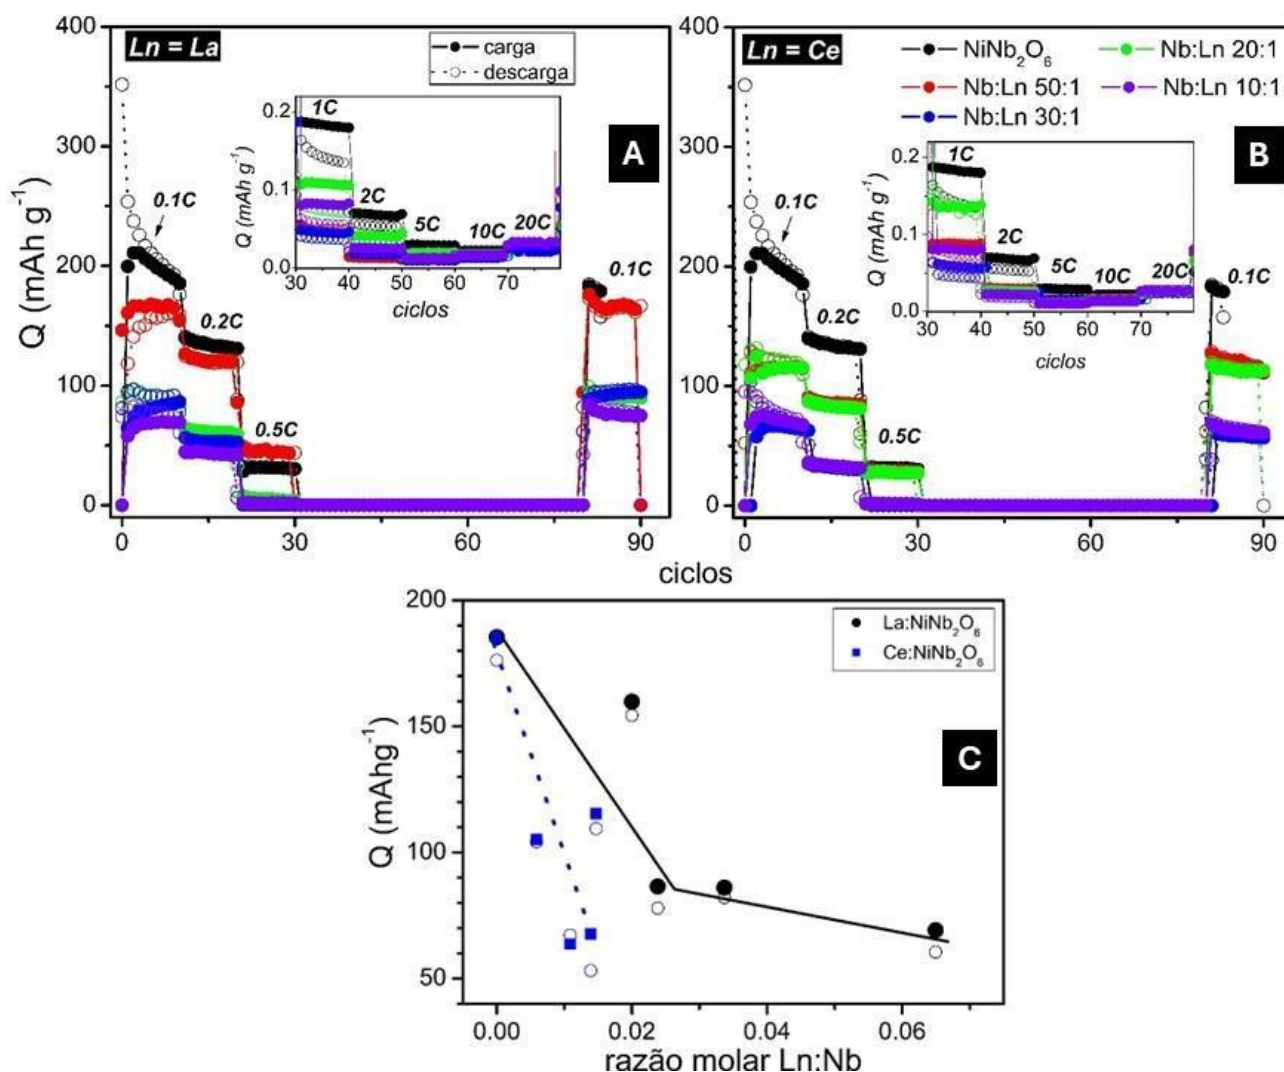 400
300
200
100
0
Q (mAh g⁻¹)
Ln = La
carga
descarga
A
0.1C
0.2C
0.5C
0.1C
0.2
0.1
0.0
Q (mAh g⁻¹)
1C
2C
5C
10C
20C
30 40 50 60 70
ciclos
0 30 60 90
400
300
200
100
0
Ln = Ce
NiNb₂O₆
Nb:Ln 50:1
Nb:Ln 30:1
Nb:Ln 20:1
Nb:Ln 10:1
B
0.1C
0.2C
0.5C
0.1C
0.2
0.1
0.0
Q (mAh g⁻¹)
1C
2C
5C
10C
20C
30 40 50 60 70
ciclos
0 30 60 90
ciclos
200
150
100
50
Q (mAhg⁻¹)
La:NiNb₂O₆
Ce:NiNb₂O₆
C
0.00 0.02 0.04 0.06
razão molar Ln:Nb